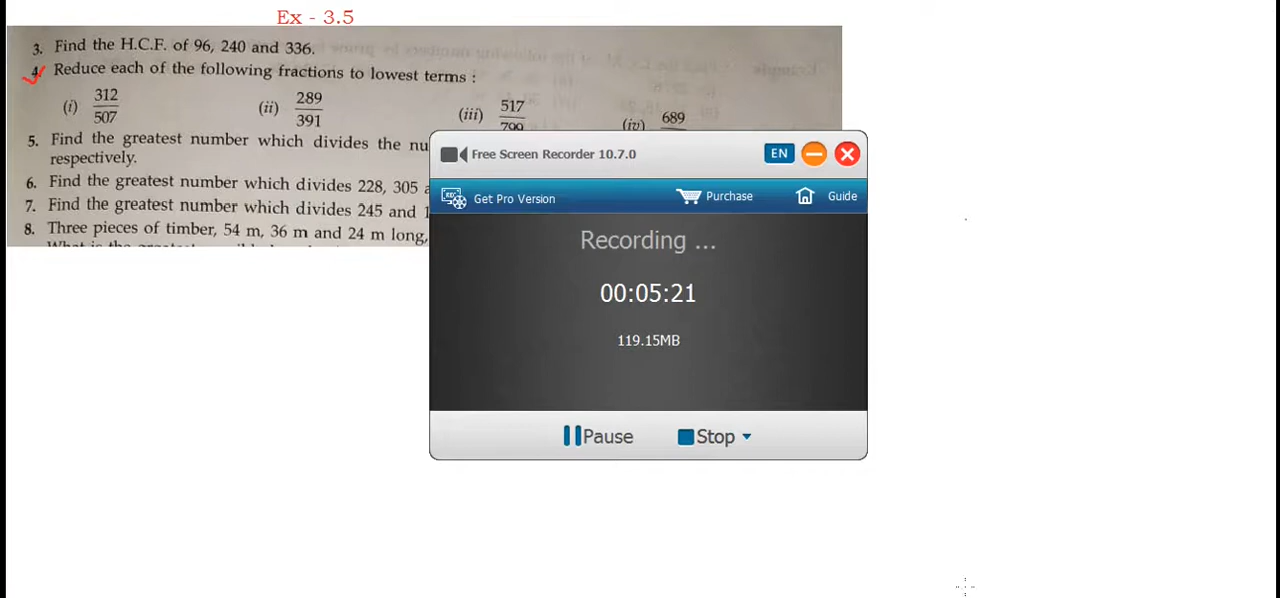 Ex - 3.5
3. Find the H.C.F. of 96, 240 and 336.
4. Reduce each of the following fractions to lowest terms :
(i) 312/507 (ii) 289/391 (iii) 517/799 (iv) 689
5. Find the greatest number which divides the nu
respectively.
6. Find the greatest number which divides 228, 305 a
7. Find the greatest number which divides 245 and 1
8. Three pieces of timber, 54 m, 36 m and 24 m long,
Free Screen Recorder 10.7.0
EN
Get Pro Version
Purchase
Guide
Recording ...
00:05:21
119.15MB
Pause
Stop